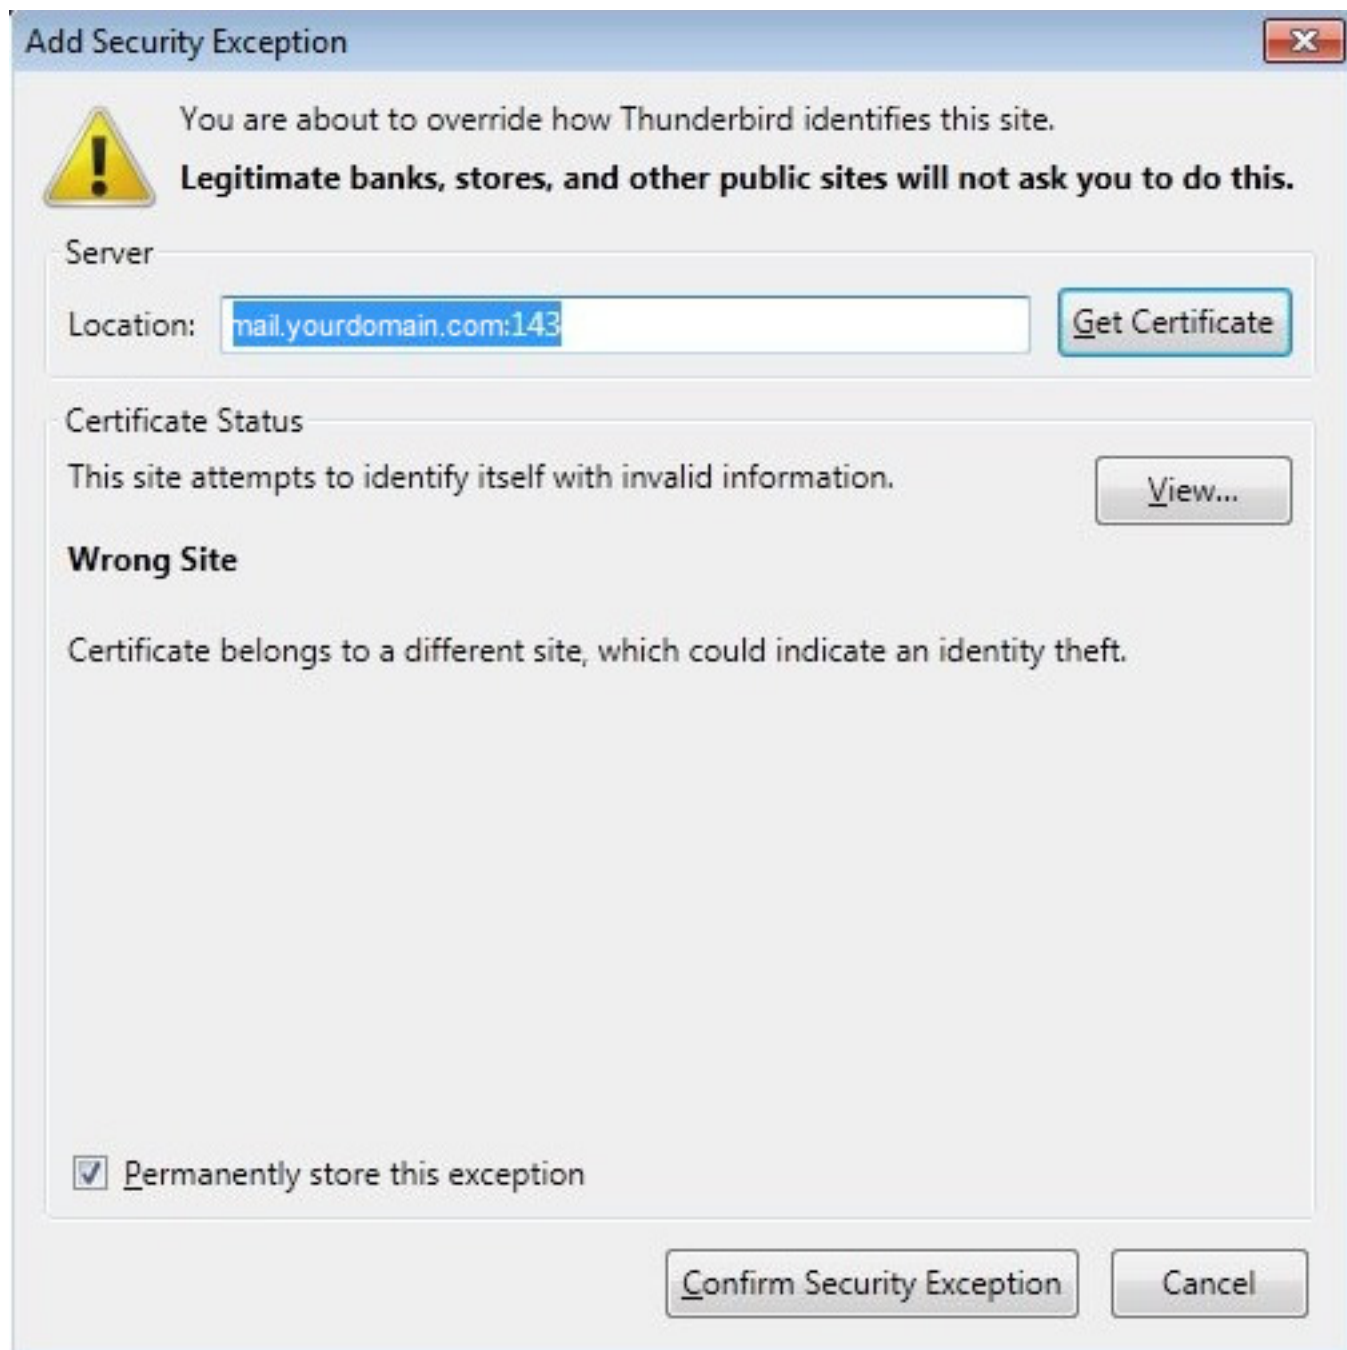 Add Security Exception
You are about to override how Thunderbird identifies this site.
Legitimate banks, stores, and other public sites will not ask you to do this.
Server
Location: mail.yourdomain.com:143 Get Certificate
Certificate Status
This site attempts to identify itself with invalid information.
View...
Wrong Site
Certificate belongs to a different site, which could indicate an identity theft.
Permanently store this exception
Confirm Security Exception Cancel